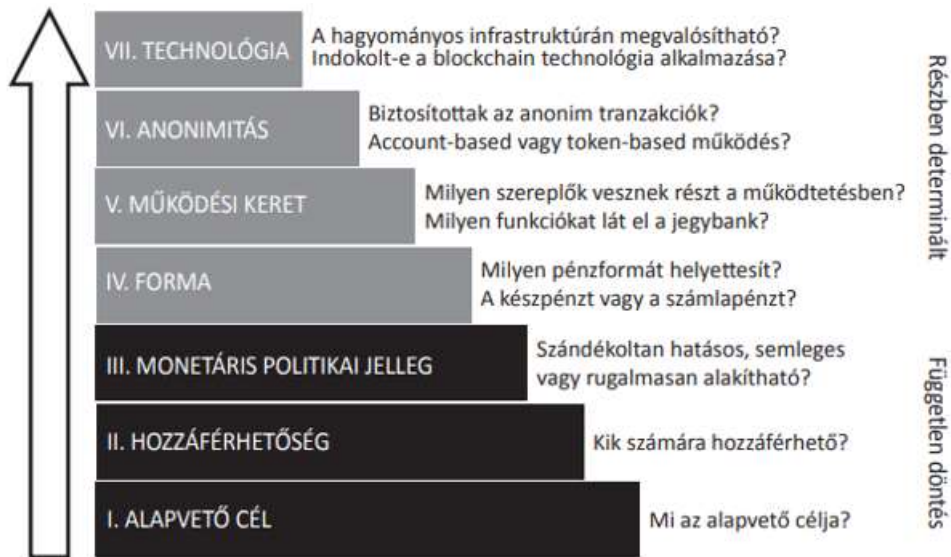 VII. TECHNOLÓGIA
A hagyományos infrastruktúrán megvalósítható?
Indokolt-e a blockchain technológia alkalmazása?
VI. ANONIMITÁS
Biztosítottak az anonim tranzakciók?
Account-based vagy token-based működés?
V. MŰKÖDÉSI KERET
Milyen szereplők vesznek részt a működtetésben?
Milyen funkciókat lát el a jegybank?
IV. FORMA
Milyen pénzformát helyettesít?
A készpénzt vagy a számlapénzt?
III. MONETÁRIS POLITIKAI JELLEG
Szándékoltan hatásos, semleges
vagy rugalmasan alakítható?
II. HOZZÁFÉRHETŐSÉG
Kik számára hozzáférhető?
I. ALAPVETŐ CÉL
Mi az alapvető célja?
Részben determinált
Független döntés